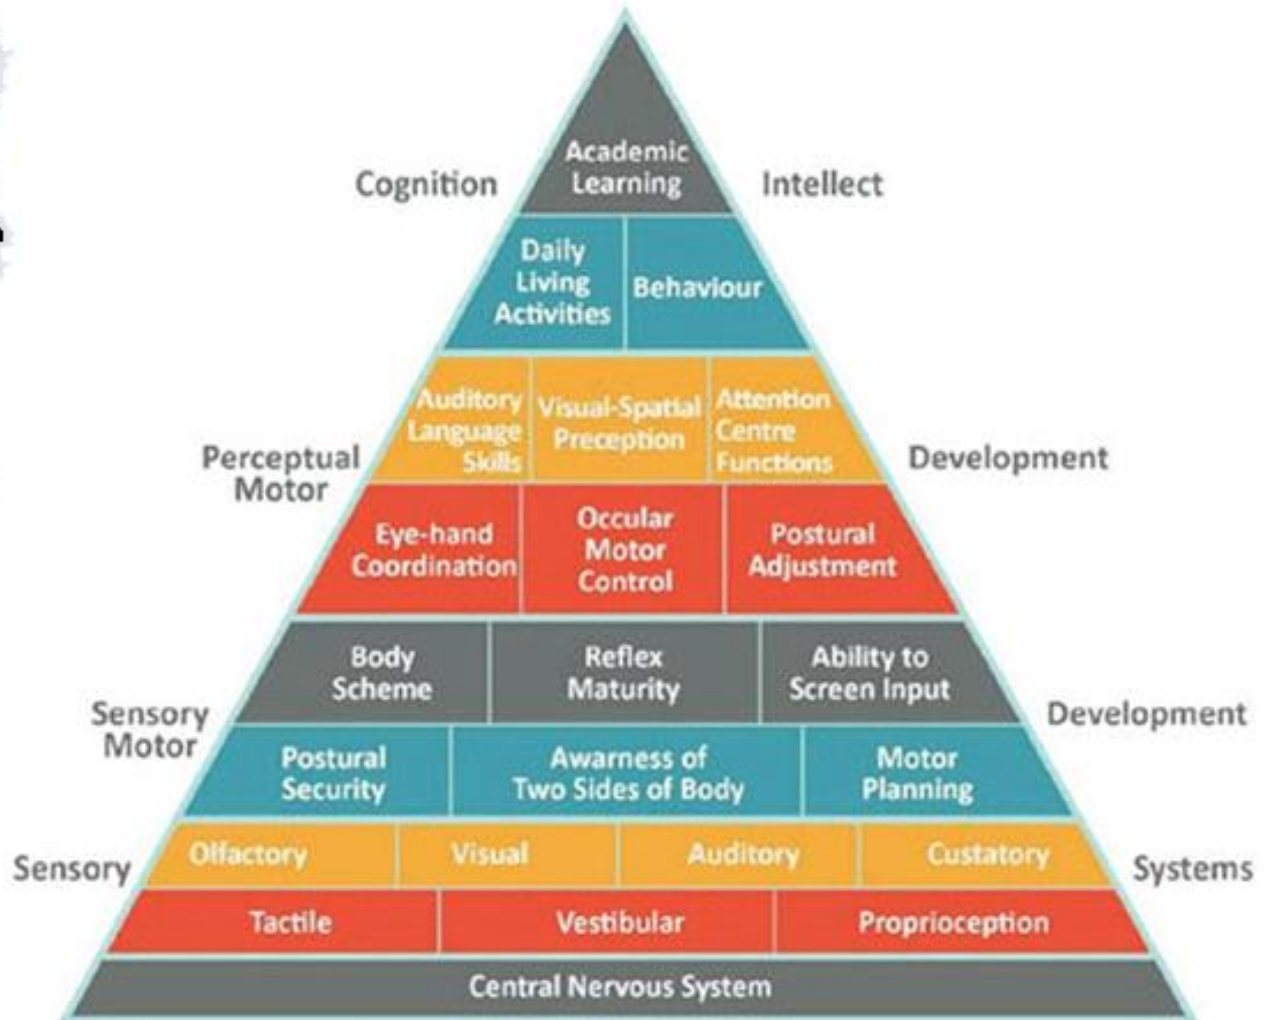 Academic
Learning
Cognition
Intellect
Daily
Living
Activities
Behaviour
Auditory
Language
Skills
Visual-Spatial
Preception
Attention
Centre
Functions
Perceptual
Motor
Development
Eye-hand
Coordination
Occular
Motor
Control
Postural
Adjustment
Body
Scheme
Reflex
Maturity
Ability to
Screen Input
Sensory
Motor
Development
Postural
Security
Awarness of
Two Sides of Body
Motor
Planning
Sensory
Olfactory
Visual
Auditory
Custatory
Systems
Tactile
Vestibular
Proprioception
Central Nervous System